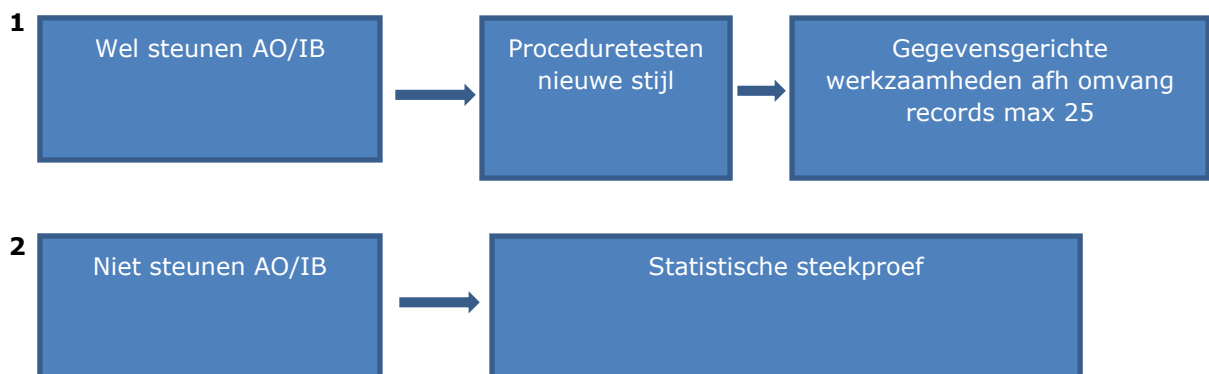 1
Wel steunen AO/IB
Proceduretesten
nieuwe stijl
Gegevensgerichte
werkzaamheden afh omvang
records max 25
2
Niet steunen AO/IB
Statistische steekproef